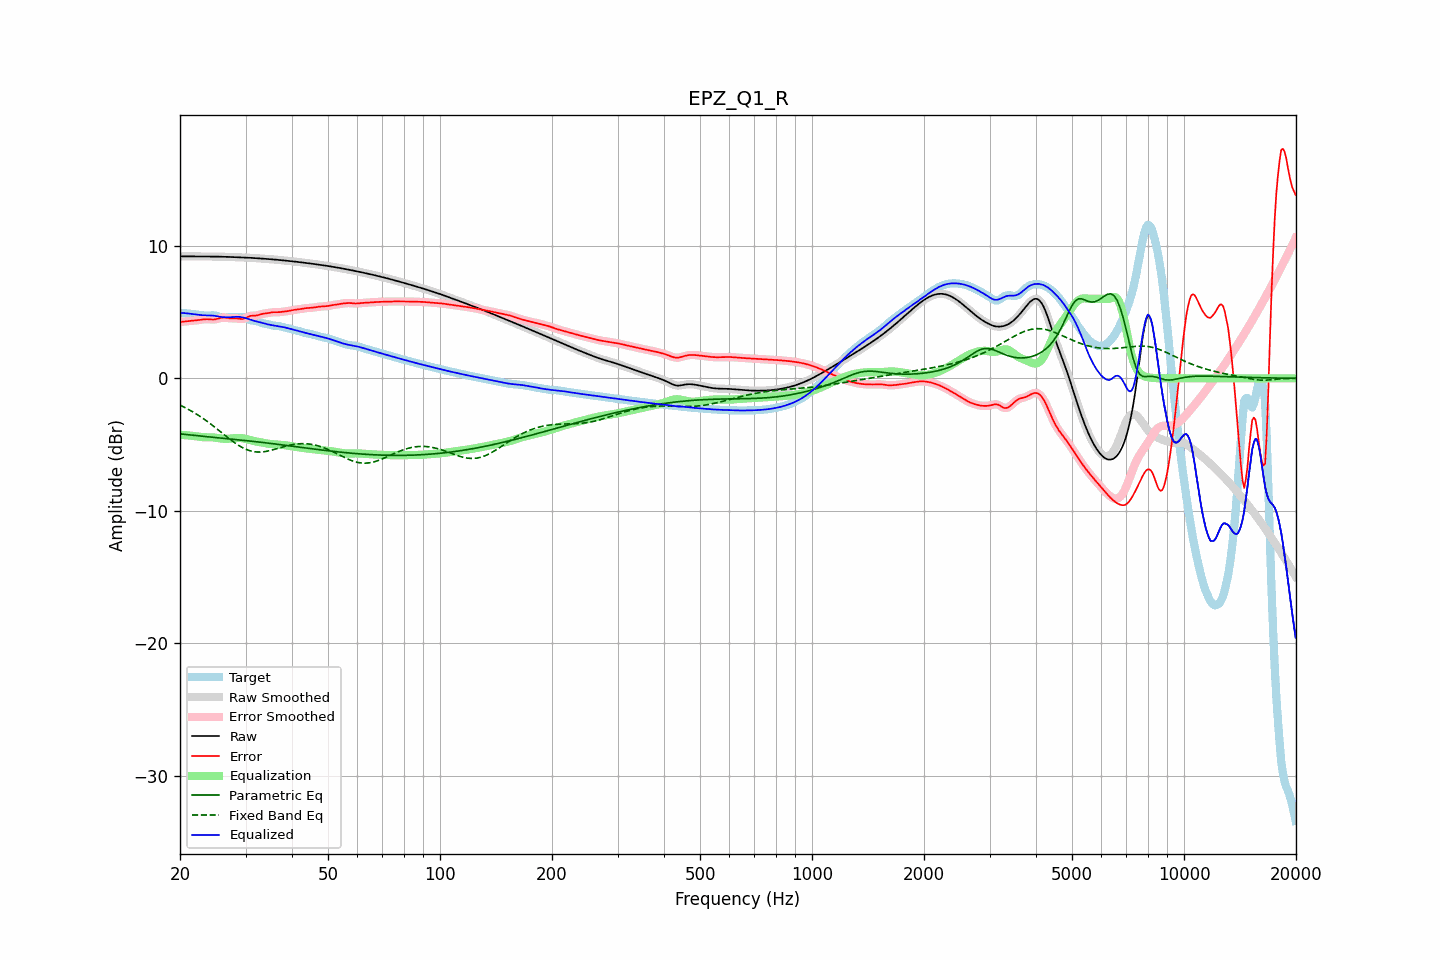 EPZ_Q1_R
Amplitude (dBr)
10
0
−10
−20
−30
Target
Raw Smoothed
Error Smoothed
Raw
Error
Equalization
Parametric Eq
Fixed Band Eq
Equalized
20 50 100 200 500 1000 2000 5000 10000 20000
Frequency (Hz)